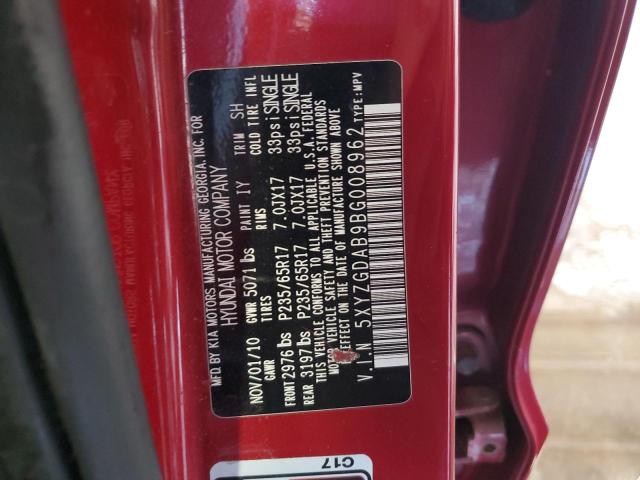 MFD. BY KIA MOTORS MANUFACTURING GEORGIA, INC. FOR
HYUNDAI MOTOR COMPANY
NOV/01/10 GVWR 5071 lbs PAINT IY TRIM SH
GAWR TIRES RIMS COLD TIRE INFL
FRONT 2976 lbs P235/65R17 7.0JX17 33psi SINGLE
REAR 3197 lbs P235/65R17 7.0JX17 33psi SINGLE
THIS VEHICLE CONFORMS TO ALL APPLICABLE U.S.A. FEDERAL
MOTOR VEHICLE SAFETY AND THEFT PREVENTION STANDARDS
IN EFFECT ON THE DATE OF MANUFACTURE SHOWN ABOVE
V.I.N 5XYZGDAB9BG008962 TYPE:MPV
C17